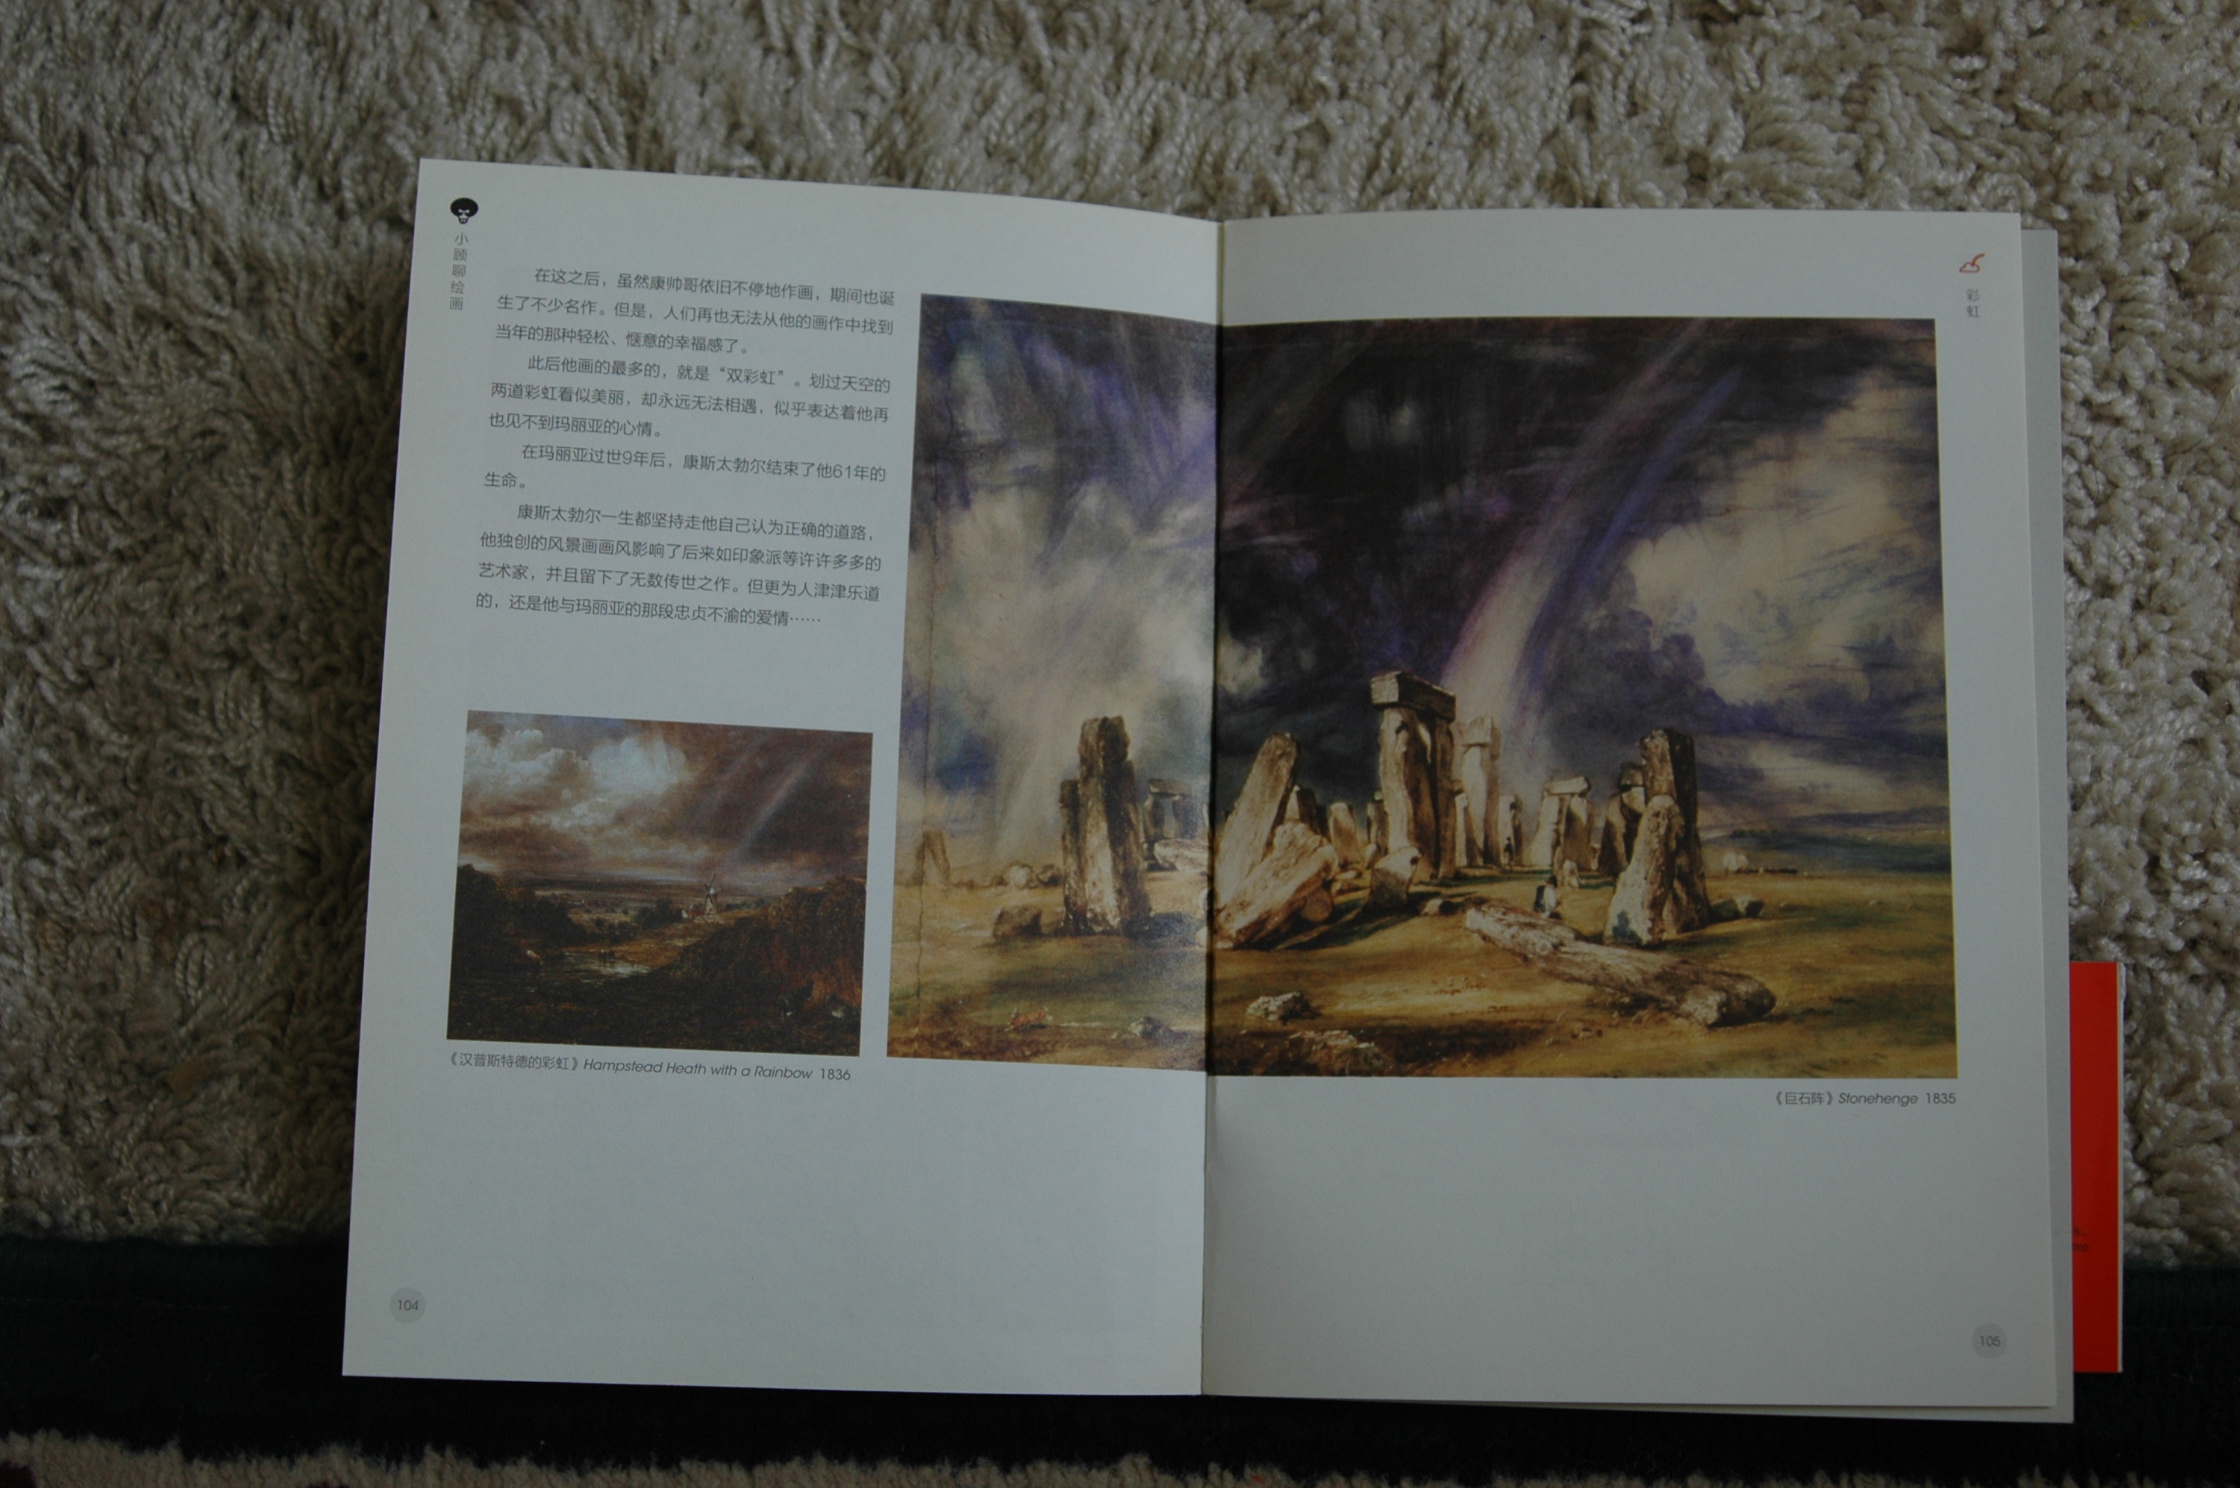 小顾聊绘画
在这之后，虽然康帅哥依旧不停地作画，期间也诞
生了不少名作。但是，人们再也无法从他的画作中找到
当年的那种轻松、惬意的幸福感了。
此后他画的最多的，就是“双彩虹”。划过天空的
两道彩虹看似美丽，却永远无法相遇，似乎表达着他再
也见不到玛丽亚的心情。
在玛丽亚过世9年后，康斯太勃尔结束了他61年的
生命。
康斯太勃尔一生都坚持走他自己认为正确的道路，
他独创的风景画画风影响了后来如印象派等许许多多的
艺术家，并且留下了无数传世之作。但更为人津津乐道
的，还是他与玛丽亚的那段忠贞不渝的爱情……
《汉普斯特德的彩虹》Hampstead Heath with a Rainbow 1836
104
彩虹
《巨石阵》Stonehenge 1835
105